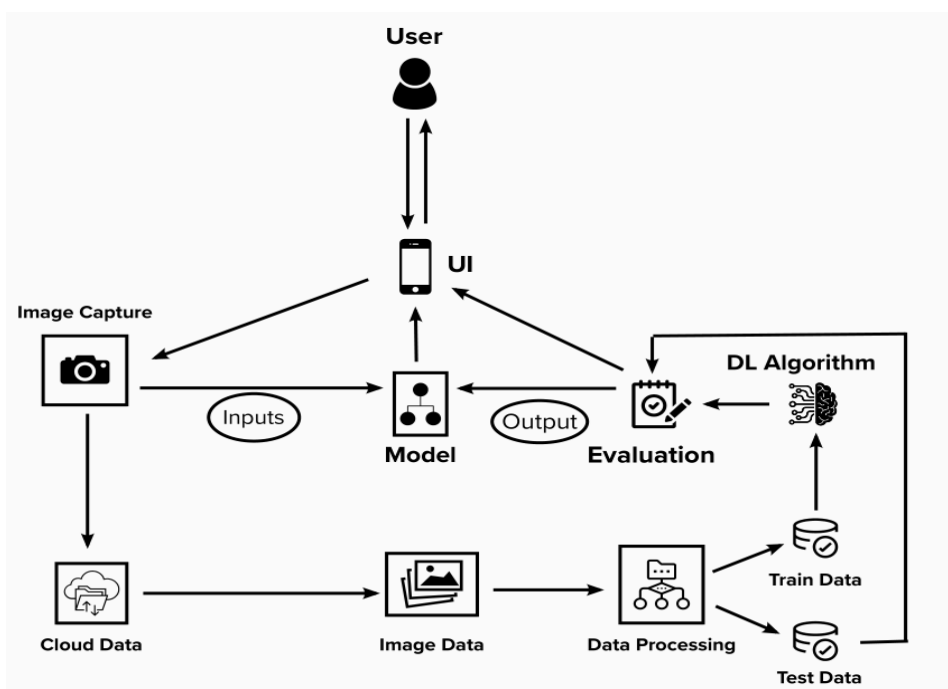 User
UI
Image Capture
DL Algorithm
Inputs
Output
Model
Evaluation
Train Data
Cloud Data
Image Data
Data Processing
Test Data